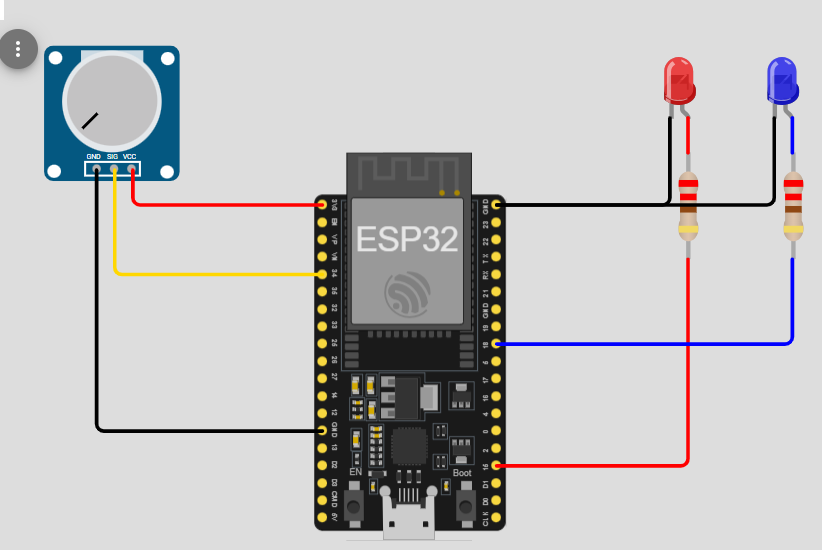 GND SIG VCC
ESP32
3V3
EN
VP
VN
34
35
32
33
25
26
27
14
12
GND
13
D2
D3
CMD
5V
GND
23
22
TX
RX
21
GND
19
18
5
17
16
4
0
2
15
D1
D0
CLK
EN
Boot